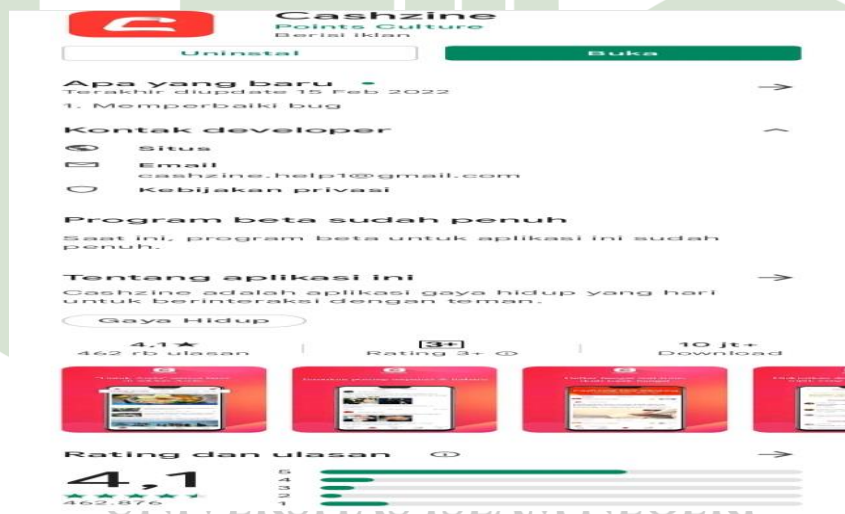 Cashzine
Points Culture
Berisi iklan
Uninstal
Buka
Apa yang baru
Terakhir diupdate 15 Feb 2022
1. Memperbaiki bug
Kontak developer
Situs
Email
cashzine.help1@gmail.com
Kebijakan privasi
Program beta sudah penuh
Saat ini, program beta untuk aplikasi ini sudah
penuh.
Tentang aplikasi ini
Cashzine adalah aplikasi gaya hidup yang hari
untuk berinteraksi dengan teman.
Gaya Hidup
4,1★
3+
10 jt+
462 rb ulasan
Rating 3+
Download
Rating dan ulasan
4,1
462.876
5
4
3
2
1